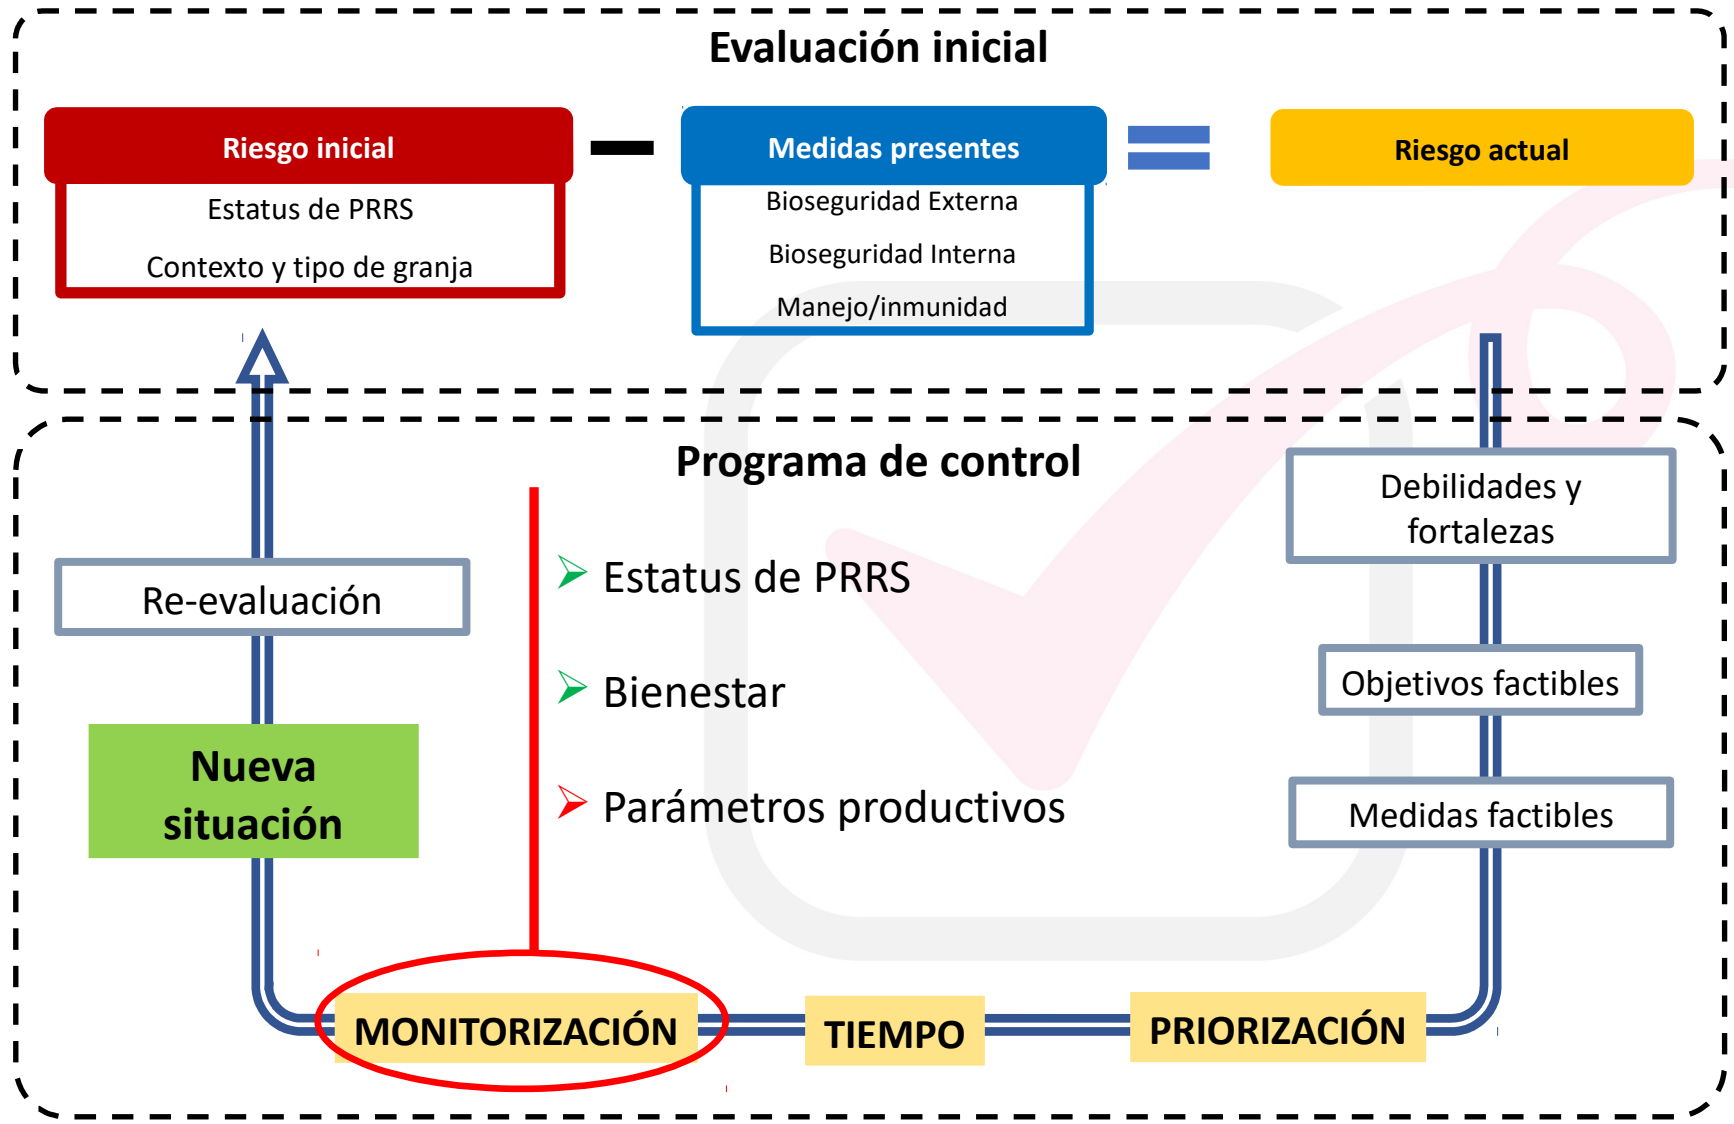 Evaluación inicial
Riesgo inicial
Estatus de PRRS
Contexto y tipo de granja
Medidas presentes
Bioseguridad Externa
Bioseguridad Interna
Manejo/inmunidad
Riesgo actual
Programa de control
Debilidades y
fortalezas
Objetivos factibles
Medidas factibles
PRIORIZACIÓN
TIEMPO
MONITORIZACIÓN
Estatus de PRRS
Bienestar
Parámetros productivos
Nueva
situación
Re-evaluación